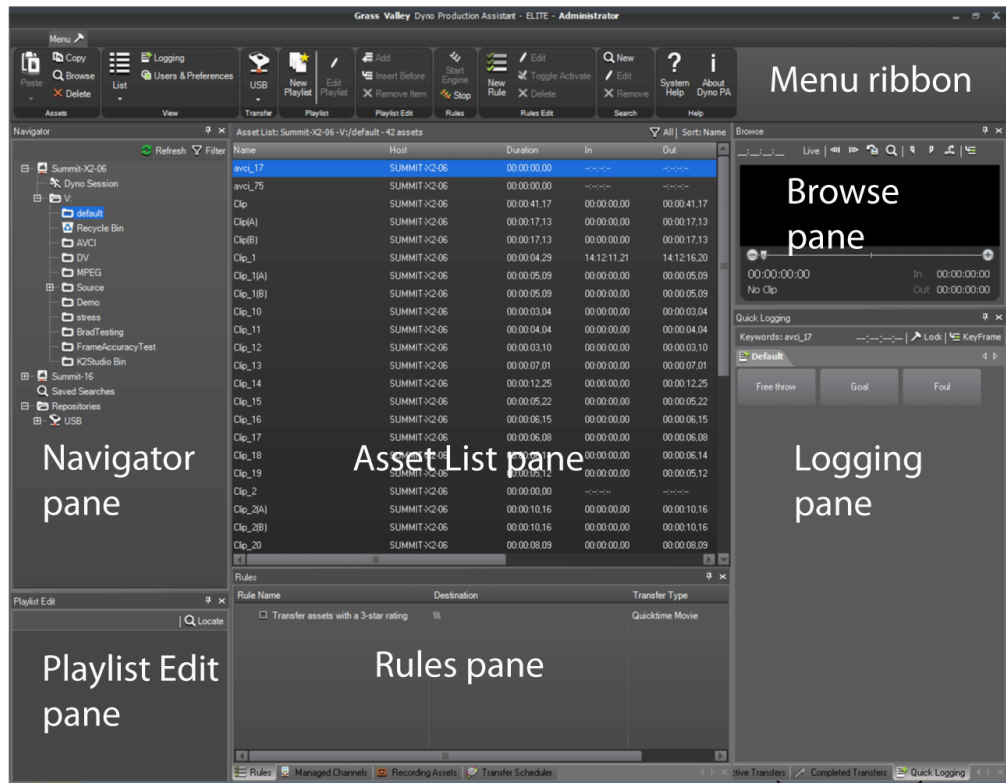 Grass Valley Dyno Production Assistant - ELITE - Administrator
Menu
Paste
Copy
Browse
Delete
Assets
List
Logging
Users & Preferences
View
USB
Transfer
New Playlist
Edit Playlist
Playlist
Add
Insert Before
Remove Item
Playlist Edit
Start Engine
Stop
Rules
New Rule
Edit
Toggle Activate
Delete
Rules Edit
New
Edit
Remove
Search
System Help
About Dyno PA
Help
Menu ribbon
Navigator
Refresh Filter
Summit-X2-06
Dyno Session
V:
default
Recycle Bin
AVCI
DV
MPEG
Source
Demo
stress
BradTesting
FrameAccuracyTest
K2Studio Bin
Summit-16
Saved Searches
Repositories
USB
Navigator
pane
Playlist Edit
Locate
Playlist Edit
pane
Asset List: Summit-X2-06 - V:/default - 42 assets All Sort: Name
Name Host Duration In Out
avci_17 SUMMIT-X2-06 00:00:00,00 --:--:--,-- --:--:--,--
avci_75 SUMMIT-X2-06 00:00:00,00 --:--:--,-- --:--:--,--
Clip SUMMIT-X2-06 00:00:41,17 00:00:00,00 00:00:41,17
Clip(A) SUMMIT-X2-06 00:00:17,13 00:00:00,00 00:00:17,13
Clip(B) SUMMIT-X2-06 00:00:17,13 00:00:00,00 00:00:17,13
Clip_1 SUMMIT-X2-06 00:00:04,29 14:12:11,21 14:12:16,20
Clip_1(A) SUMMIT-X2-06 00:00:05,09 00:00:00,00 00:00:05,09
Clip_1(B) SUMMIT-X2-06 00:00:05,09 00:00:00,00 00:00:05,09
Clip_10 SUMMIT-X2-06 00:00:03,04 00:00:00,00 00:00:03,04
Clip_11 SUMMIT-X2-06 00:00:04,04 00:00:00,00 00:00:04,04
Clip_12 SUMMIT-X2-06 00:00:03,10 00:00:00,00 00:00:03,10
Clip_13 SUMMIT-X2-06 00:00:07,01 00:00:00,00 00:00:07,01
Clip_14 SUMMIT-X2-06 00:00:12,25 00:00:00,00 00:00:12,25
Clip_15 SUMMIT-X2-06 00:00:05,22 00:00:00,00 00:00:05,22
Clip_16 SUMMIT-X2-06 00:00:06,15 00:00:00,00 00:00:06,15
Clip_17 SUMMIT-X2-06 00:00:06,08 00:00:00,00 00:00:06,08
Clip_18 00:00:00,00 00:00:06,14
Asset List pane
Clip_19 SUMMIT-X2-06 00:00:05,12 00:00:00,00 00:00:05,12
Clip_2 SUMMIT-X2-06 00:00:00,00 --:--:--,-- --:--:--,--
Clip_2(A) SUMMIT-X2-06 00:00:10,16 00:00:00,00 00:00:10,16
Clip_2(B) SUMMIT-X2-06 00:00:10,16 00:00:00,00 00:00:10,16
Clip_20 SUMMIT-X2-06 00:00:08,09 00:00:00,00 00:00:08,09
Rules
Rule Name Destination Transfer Type
Transfer assets with a 3-star rating \\\ Quicktime Movie
Rules pane
Rules Managed Channels Recording Assets Transfer Scheduler
Browse
__:__:__:__ Live
Browse
pane
00:00:00:00 In 00:00:00:00
No Clip Out 00:00:00:00
Quick Logging
Keywords: avci_17 --:--:--:-- Lock KeyFrame
Default
Free throw Goal Foul
Logging
pane
ctive Transfers Completed Transfers Quick Logging